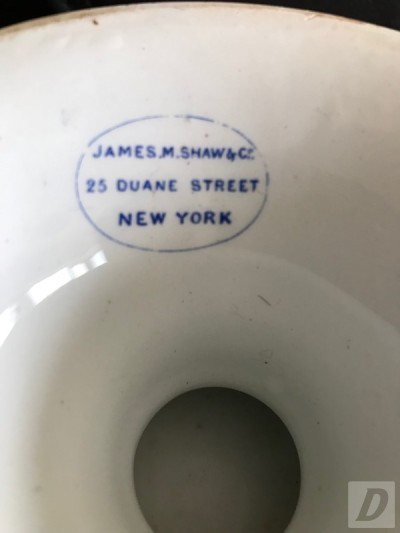 JAMES.M.SHAW&Co.
25 DUANE STREET
NEW YORK
D